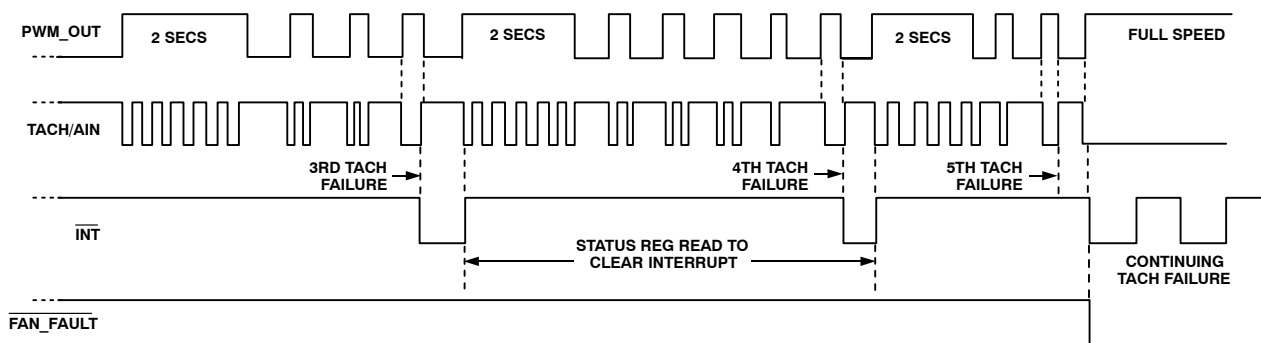 PWM_OUT
2 SECS
2 SECS
2 SECS
FULL SPEED
TACH/AIN
3RD TACH
FAILURE
4TH TACH
FAILURE
5TH TACH
FAILURE
INT
STATUS REG READ TO
CLEAR INTERRUPT
CONTINUING
TACH FAILURE
FAN_FAULT